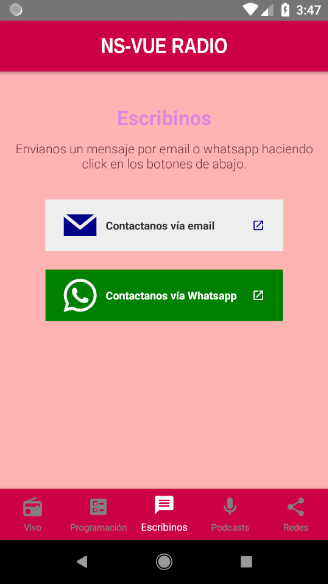 3:47
NS-VUE RADIO
Escribinos
Envianos un mensaje por email o whatsapp haciendo
click en los botones de abajo.
Contactanos vía email
Contactanos vía Whatsapp
Vivo
Programación
Escribinos
Podcasts
Redes